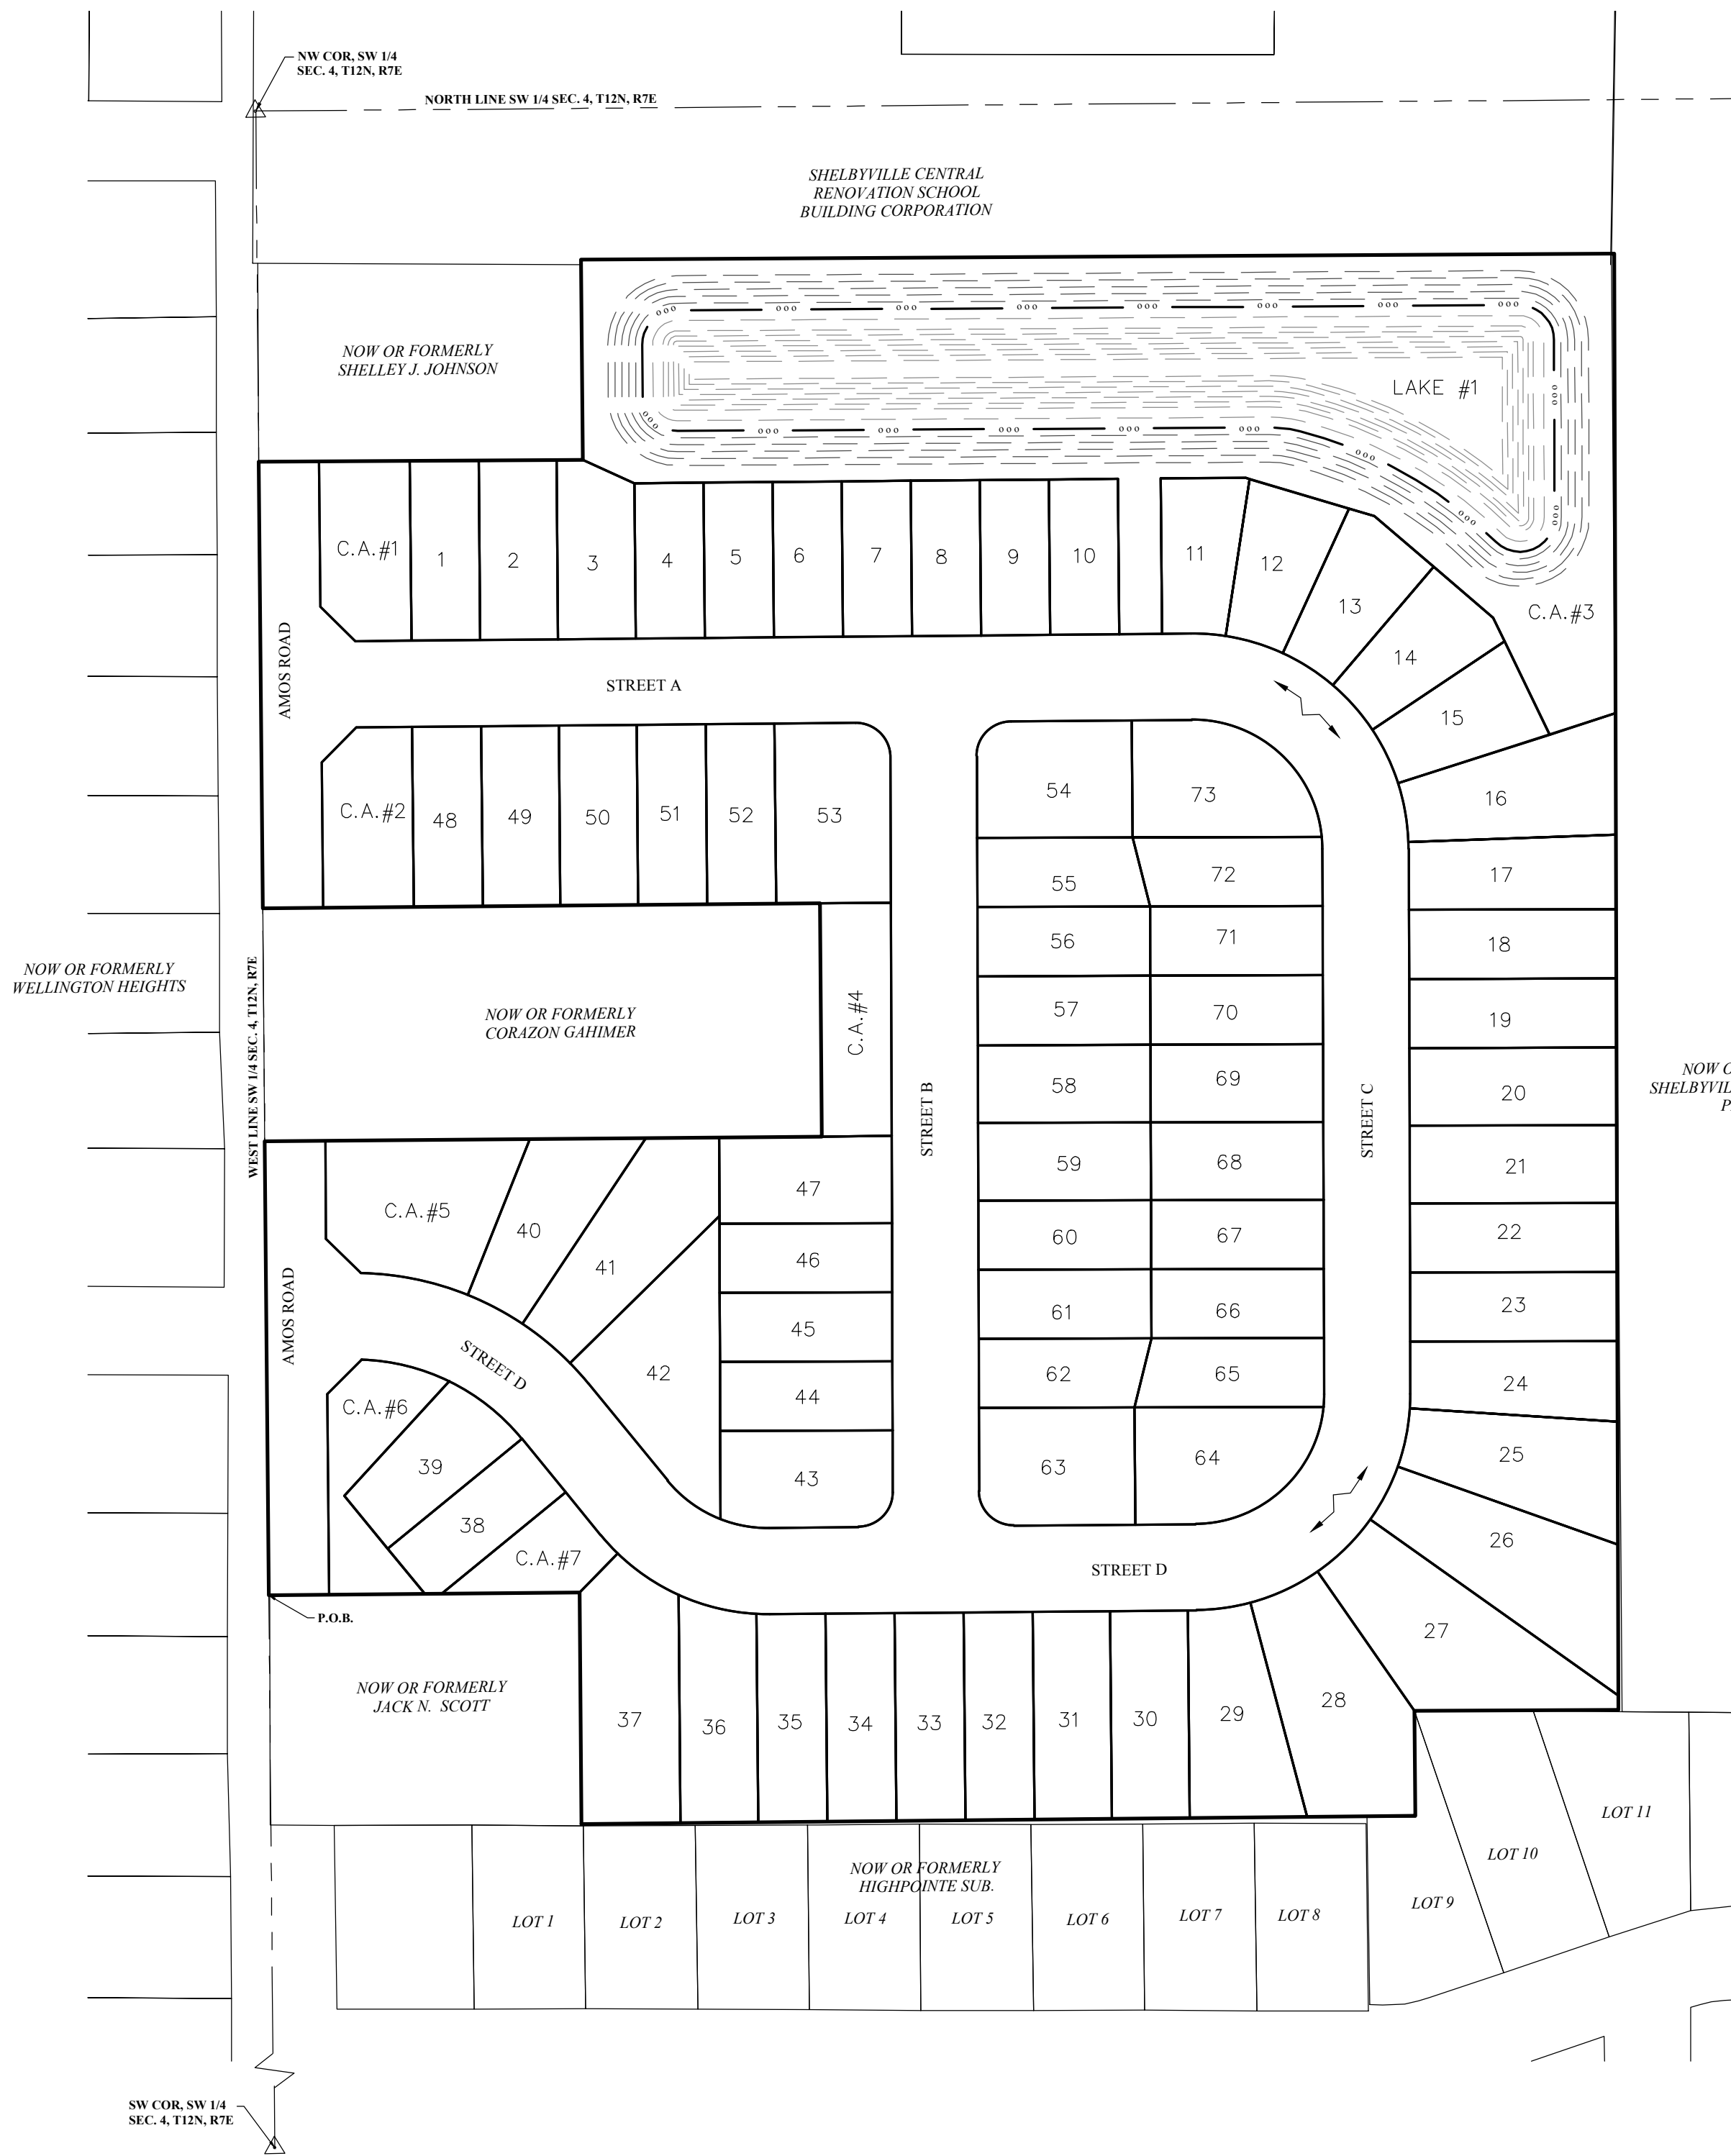 NW COR, SW 1/4
SEC. 4, T12N, R7E
NORTH LINE SW 1/4 SEC. 4, T12N, R7E
SHELBYVILLE CENTRAL
RENOVATION SCHOOL
BUILDING CORPORATION
NOW OR FORMERLY
SHELLEY J. JOHNSON
LAKE #1
C.A.#1
1
2
3
4
5
6
7
8
9
10
11
12
13
14
15
C.A.#3
AMOS ROAD
STREET A
C.A.#2
48
49
50
51
52
53
54
73
16
55
72
17
56
71
18
57
70
19
58
69
20
59
68
21
60
67
22
61
66
23
62
65
24
63
64
25
26
27
NOW OR FORMERLY
WELLINGTON HEIGHTS
WEST LINE SW 1/4 SEC. 4, T12N, R7E
NOW OR FORMERLY
CORAZON GAHIMER
C.A.#4
STREET B
STREET C
NOW O
SHELBYVIL
P
C.A.#5
40
41
42
47
46
45
44
43
AMOS ROAD
STREET D
C.A.#6
39
38
C.A.#7
STREET D
P.O.B.
NOW OR FORMERLY
JACK N. SCOTT
37
36
35
34
33
32
31
30
29
28
NOW OR FORMERLY
HIGHPOINTE SUB.
LOT 1
LOT 2
LOT 3
LOT 4
LOT 5
LOT 6
LOT 7
LOT 8
LOT 9
LOT 10
LOT 11
SW COR, SW 1/4
SEC. 4, T12N, R7E